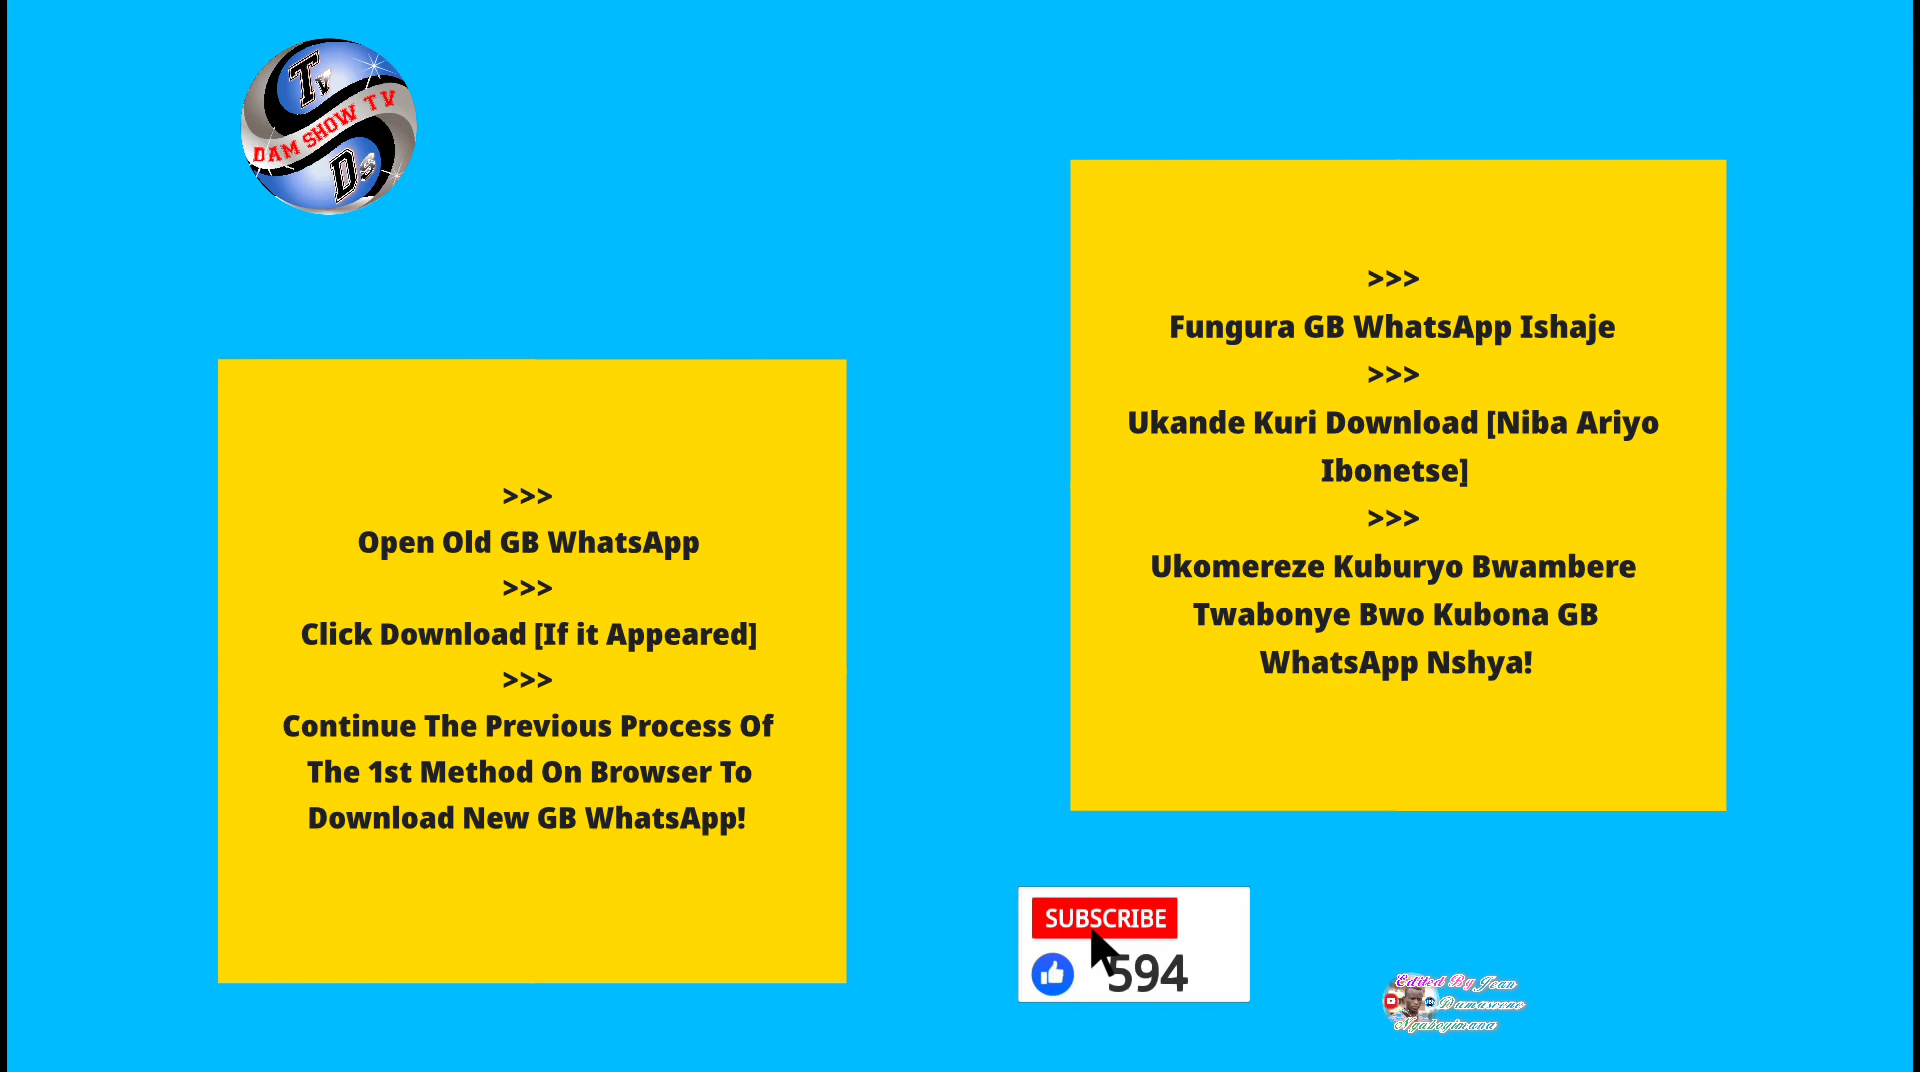 Tv
DAM SHOW TV
Ds
>>>
Open Old GB WhatsApp
>>>
Click Download [If it Appeared]
>>>
Continue The Previous Process Of
The 1st Method On Browser To
Download New GB WhatsApp!
>>>
Fungura GB WhatsApp Ishaje
>>>
Ukande Kuri Download [Niba Ariyo
Ibonetse]
>>>
Ukomereze Kuburyo Bwambere
Twabonye Bwo Kubona GB
WhatsApp Nshya!
SUBSCRIBE
594
Edited By Jean
Damascene
Ngabogimana